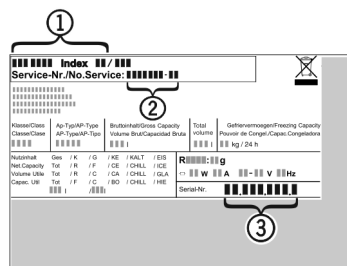 1
Index /
Service-Nr./No.Service: -
2
Klasse/Class Ap-Typ/AP-Type Bruttoinhalt/Gross Capacity Total Gefriervermoegen/Freezing Capacity
Classe/Clase AP-Type/AP-Tipo Volume Brut/Capacidad Bruta volume Pouvoir de Congel./Capac.Congeladora
l l kg / 24 h
Nutzinhalt Ges / K / G / KE / KALT / EIS
Net.Capacity Tot / R / F / CE / CHILL / ICE
Volume Utile Tot / R / C / CA / CHILL / GLA
Capac. Util Tot / F / C / BO / CHILL / HIE
l / l
R : g
W A - V Hz
Serial-Nr. . . .
3